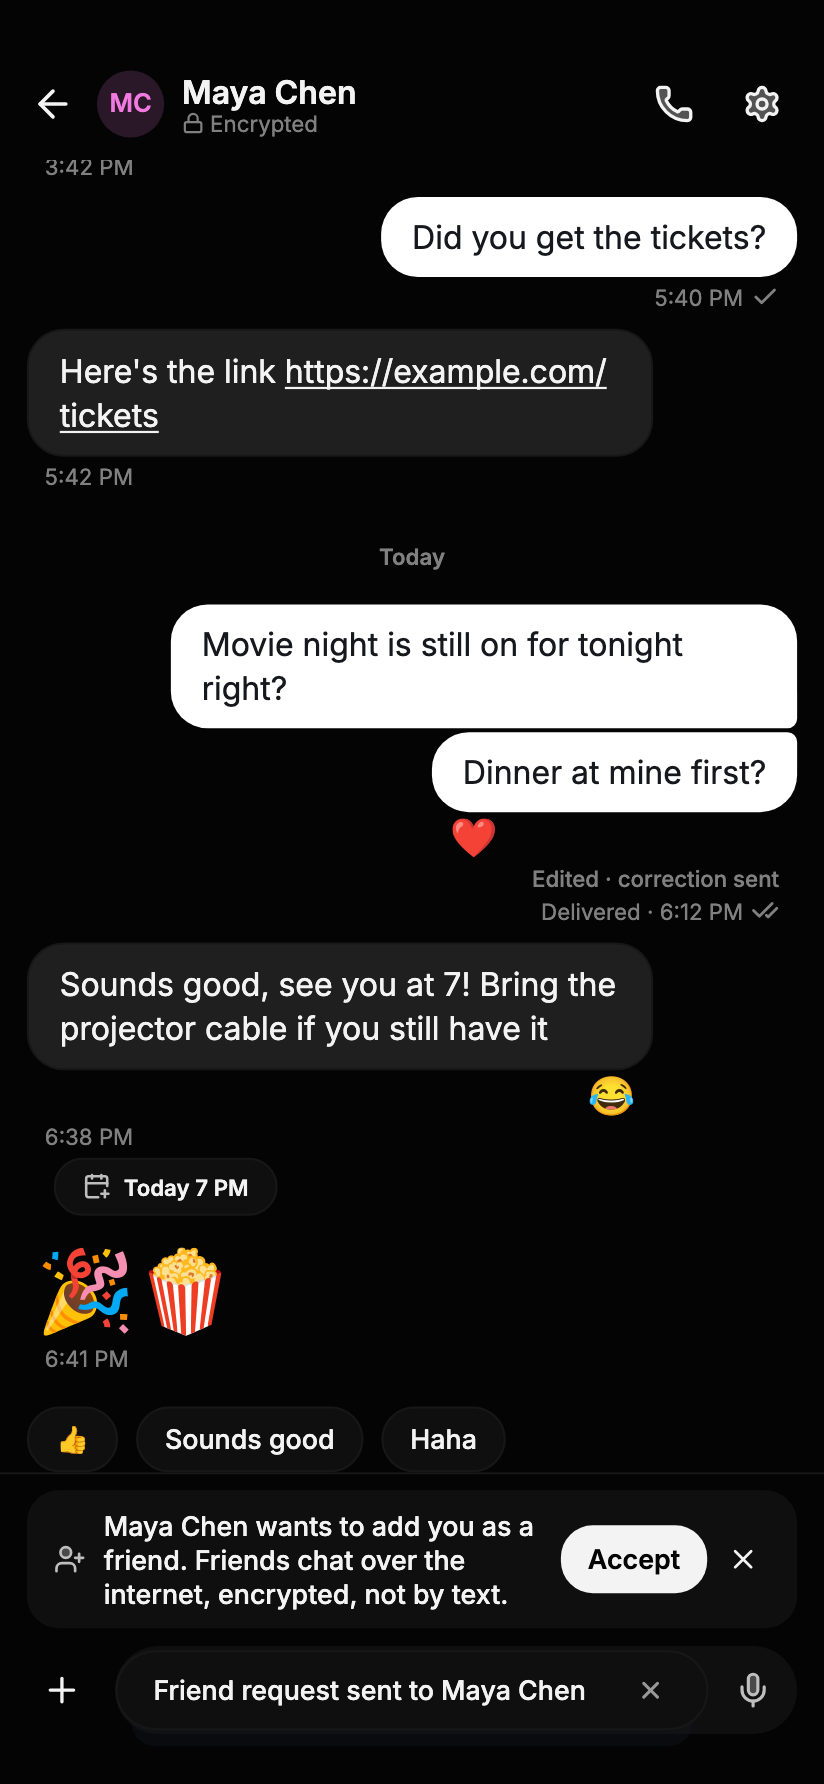 MC
Maya Chen
Encrypted
3:42 PM
Did you get the tickets?
5:40 PM
Here's the link https://example.com/
tickets
5:42 PM
Today
Movie night is still on for tonight
right?
Dinner at mine first?
Edited · correction sent
Delivered · 6:12 PM
Sounds good, see you at 7! Bring the
projector cable if you still have it
6:38 PM
Today 7 PM
6:41 PM
Sounds good
Haha
Maya Chen wants to add you as a
friend. Friends chat over the
internet, encrypted, not by text.
Accept
Friend request sent to Maya Chen